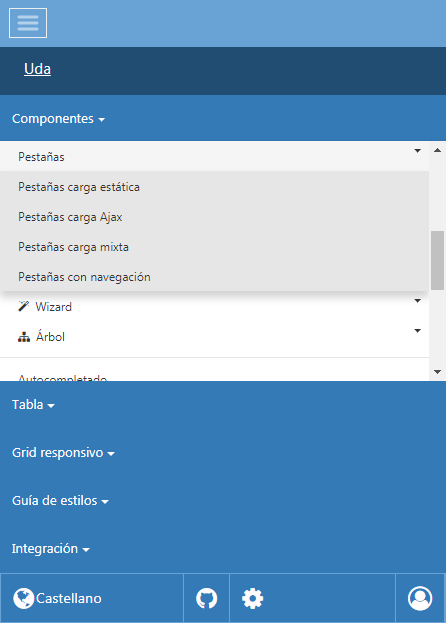 Uda
Componentes
Pestañas
Pestañas carga estática
Pestañas carga Ajax
Pestañas carga mixta
Pestañas con navegación
Wizard
Árbol
Autocompletado
Tabla
Grid responsivo
Guía de estilos
Integración
Castellano